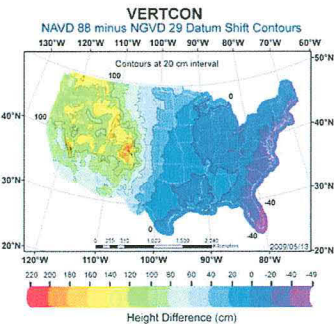 VERTCON
NAVD 88 minus NGVD 29 Datum Shift Contours
130°W 120°W 110°W 100°W 90°W 80°W 70°W 60°W
Contours at 20 cm interval
50°N
100
0
100
40°N 40°N
30°N 30°N
-40
0
-40
20°N 20°N
2009/05/13
120°W 110°W 100°W 90°W 80°W 70°W
220 200 180 160 140 120 100 80 60 40 20 0 -20 -40 -49
Height Difference (cm)